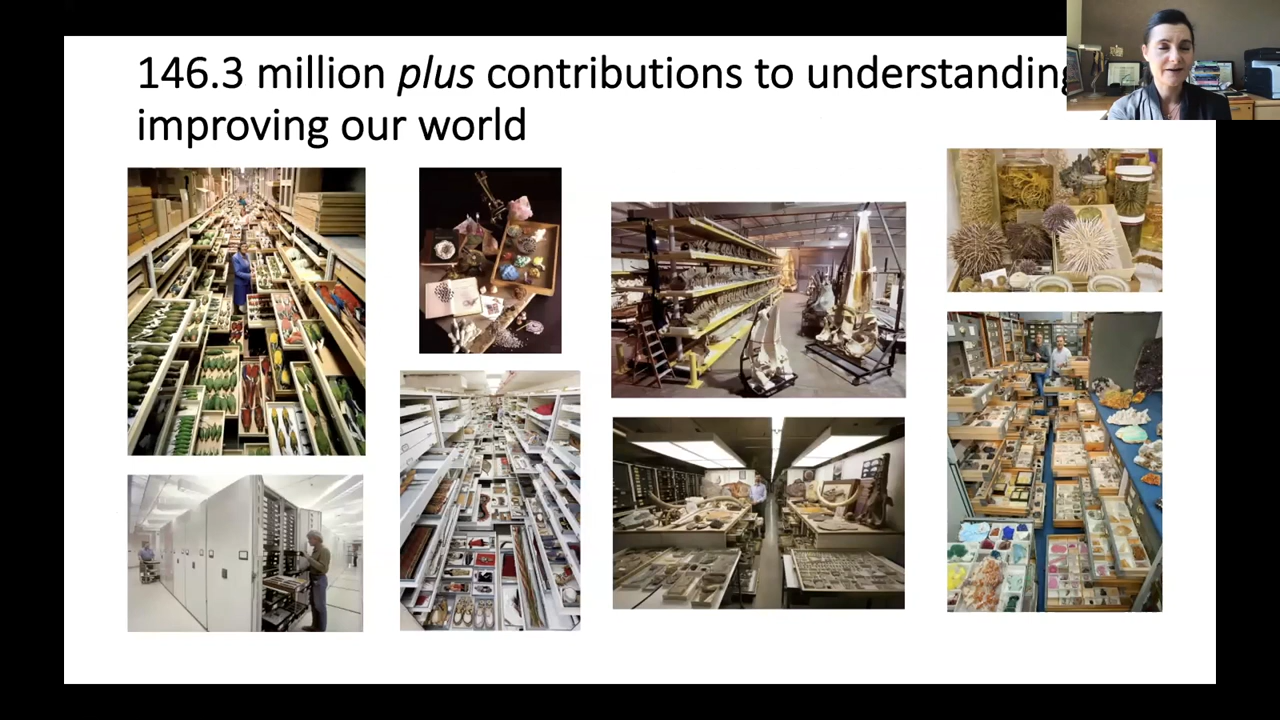 146.3 million plus contributions to understanding
improving our world